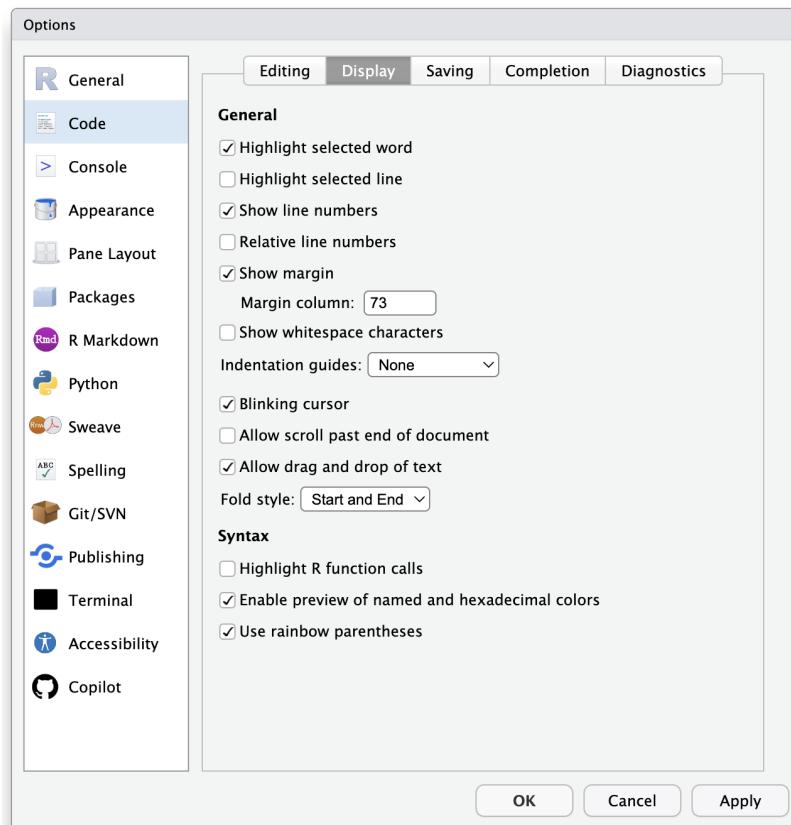 Options
General
Code
Console
Appearance
Pane Layout
Packages
Rmd R Markdown
Python
Rnw Sweave
ABC Spelling
Git/SVN
Publishing
Terminal
Accessibility
Copilot
Editing Display Saving Completion Diagnostics
General
Highlight selected word
Highlight selected line
Show line numbers
Relative line numbers
Show margin
Margin column: 73
Show whitespace characters
Indentation guides: None
Blinking cursor
Allow scroll past end of document
Allow drag and drop of text
Fold style: Start and End
Syntax
Highlight R function calls
Enable preview of named and hexadecimal colors
Use rainbow parentheses
OK Cancel Apply